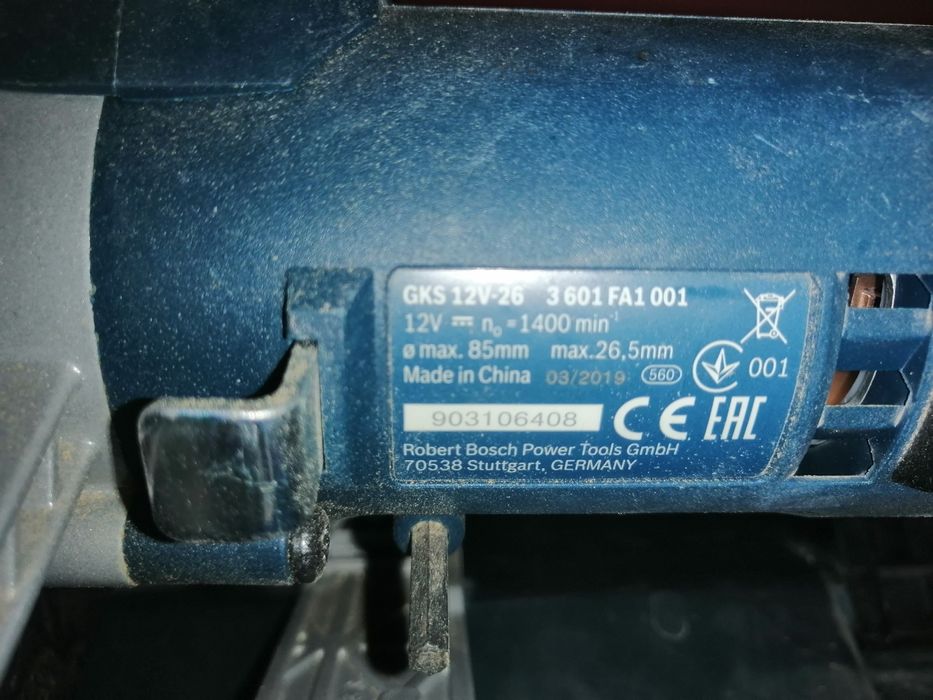 GKS 12V-26 3 601 FA1 001
12V n₀ = 1400 min⁻¹
ø max. 85mm max.26,5mm
Made in China 03/2019 560 001
903106408 CE EAC
Robert Bosch Power Tools GmbH
70538 Stuttgart, GERMANY